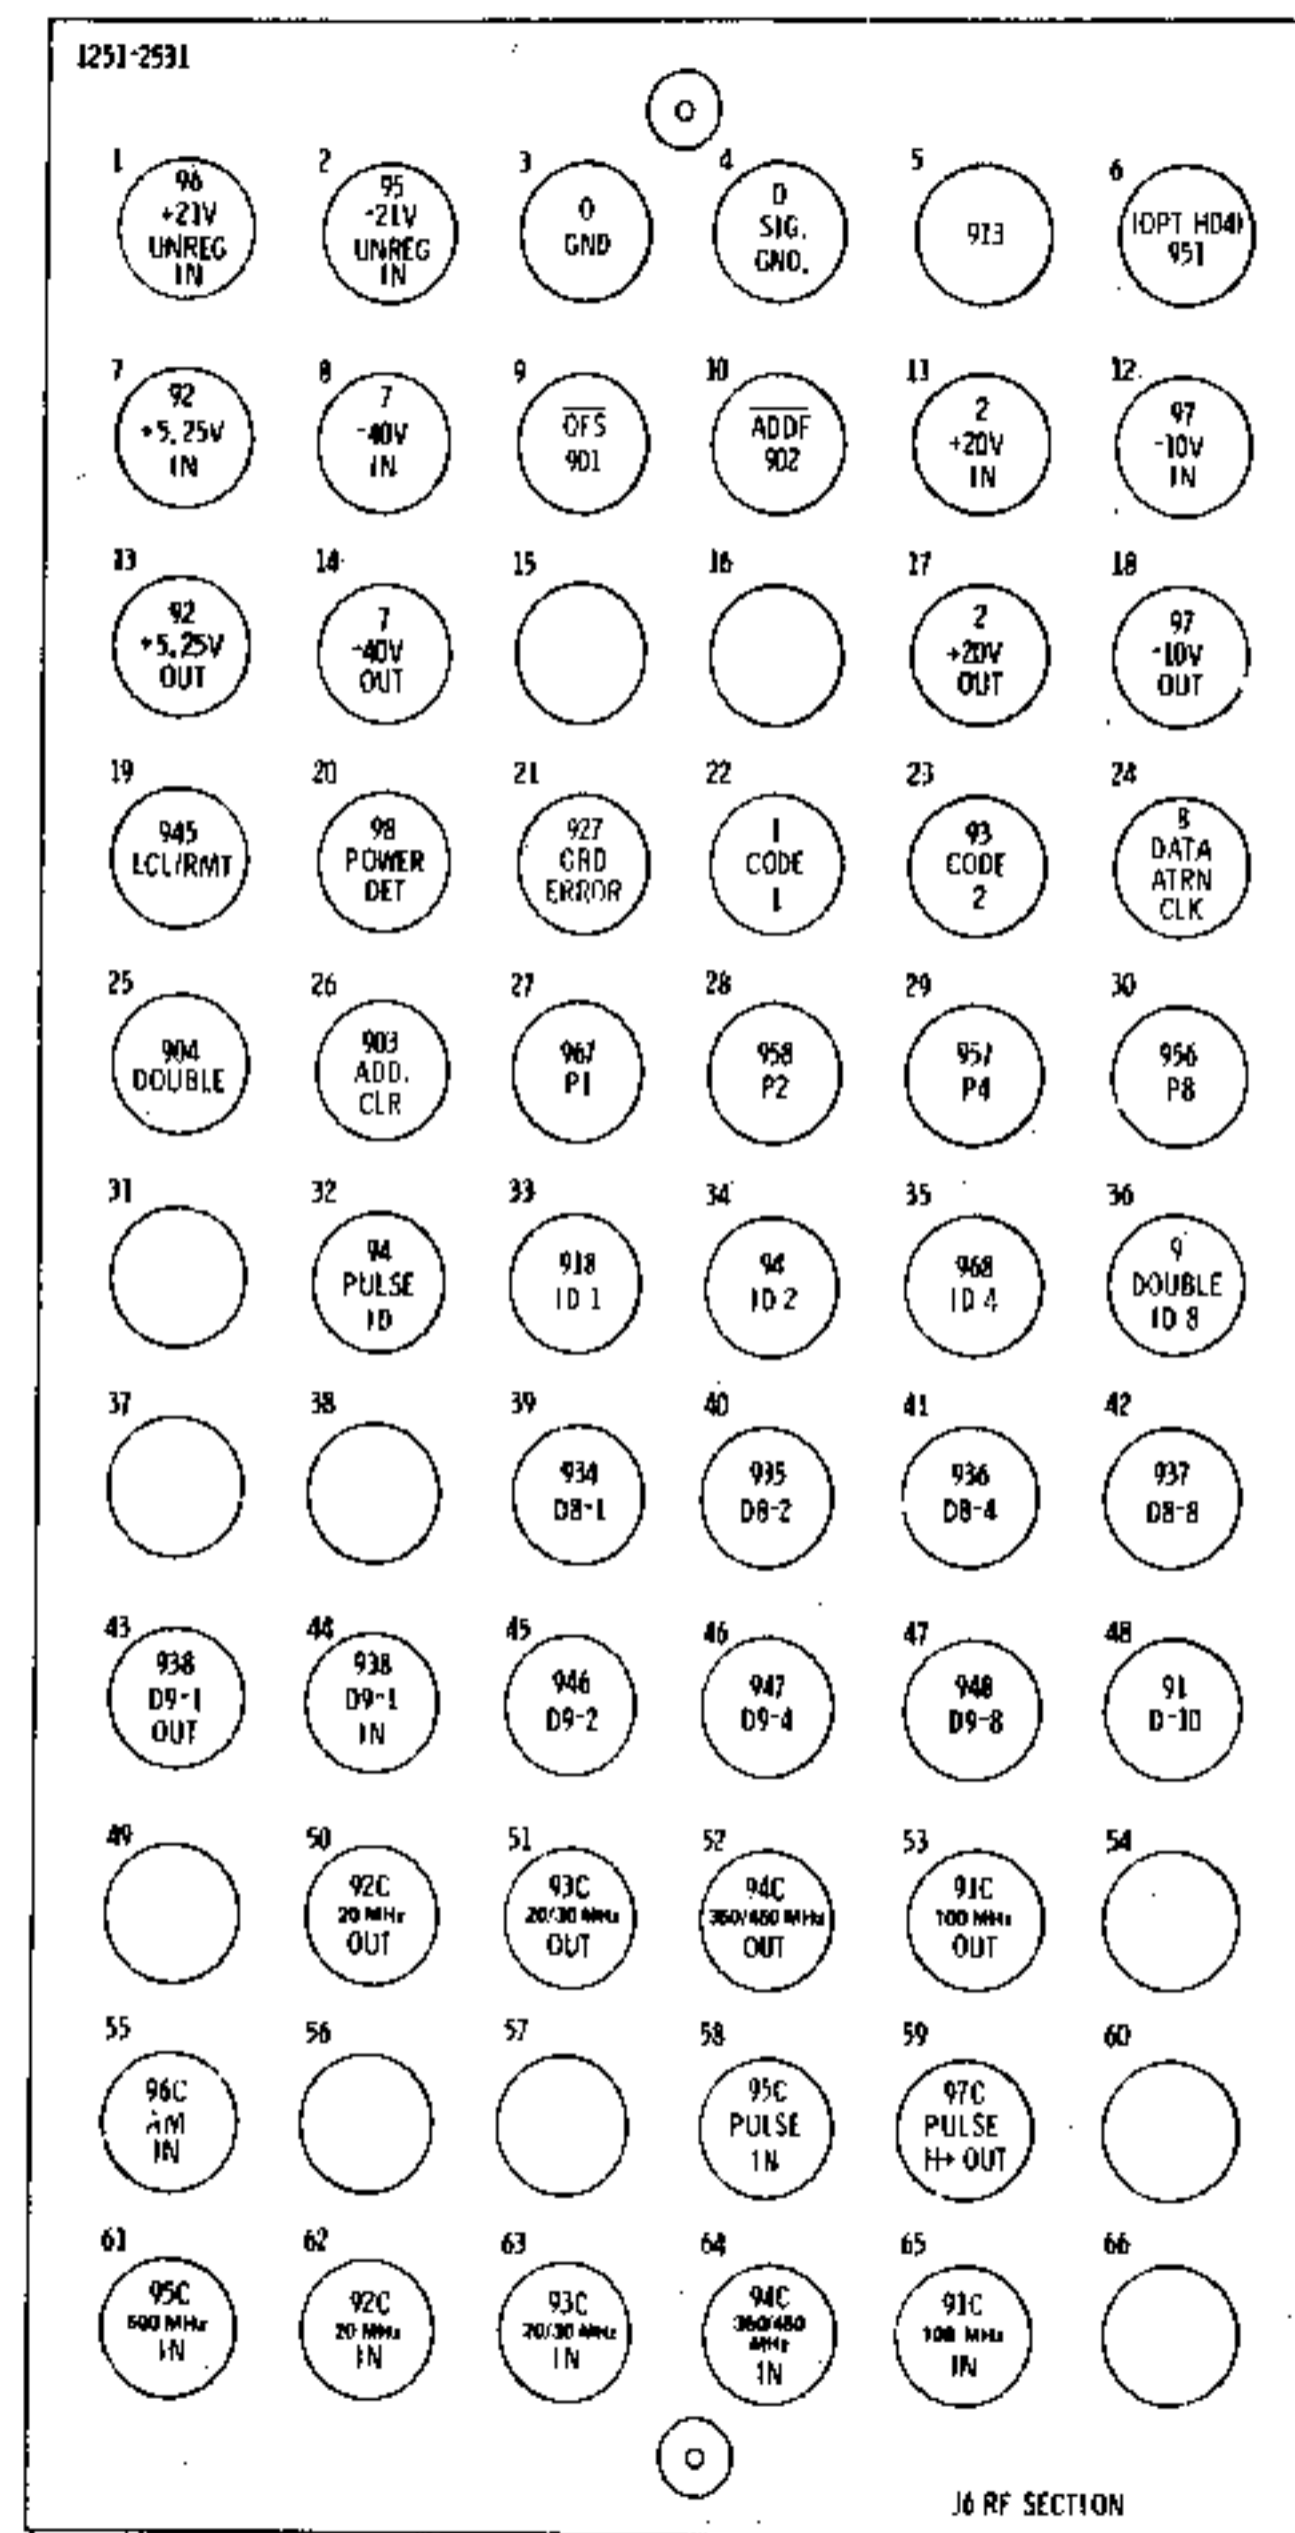 1251-2531
1
96
+21V
UNREG
IN
2
95
-21V
UNREG
IN
3
0
GND
4
0
SIG.
GND.
5
913
6
(OPT H04)
951
7
92
+5.25V
IN
8
7
-40V
IN
9
OFS
901
10
ADDF
902
11
2
+20V
IN
12
97
-10V
IN
13
92
+5.25V
OUT
14
7
-40V
OUT
15
16
17
2
+20V
OUT
18
97
-10V
OUT
19
945
LCL/RMT
20
98
POWER
DET
21
927
GRD
ERROR
22
1
CODE
1
23
93
CODE
2
24
8
DATA
ATRN
CLK
25
904
DOUBLE
26
903
ADD.
CLR
27
967
P1
28
958
P2
29
957
P4
30
956
P8
31
32
94
PULSE
ID
33
918
ID 1
34
94
ID 2
35
968
ID 4
36
9
DOUBLE
ID 8
37
38
39
934
D8-1
40
935
D8-2
41
936
D8-4
42
937
D8-8
43
938
D9-1
OUT
44
938
D9-1
IN
45
946
D9-2
46
947
D9-4
47
948
D9-8
48
91
D-10
49
50
92C
20 MHz
OUT
51
93C
20/30 MHz
OUT
52
94C
360/450 MHz
OUT
53
91C
100 MHz
OUT
54
55
96C
AM
IN
56
57
58
95C
PULSE
IN
59
97C
PULSE
OUT
60
61
95C
500 MHz
IN
62
92C
20 MHz
IN
63
93C
20/30 MHz
IN
64
94C
360/450
MHz
IN
65
91C
100 MHz
IN
66
J6 RF SECTION